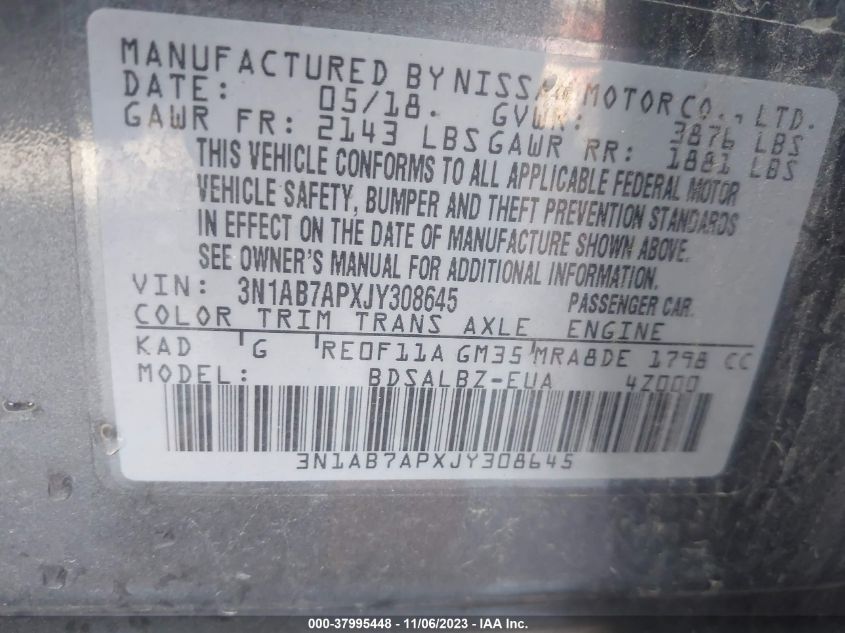 MANUFACTURED BY NISSAN MOTOR CO., LTD.
DATE: 05/18. GVWR: 3876 LBS
GAWR FR: 2143 LBS GAWR RR: 1881 LBS
THIS VEHICLE CONFORMS TO ALL APPLICABLE FEDERAL MOTOR
VEHICLE SAFETY, BUMPER AND THEFT PREVENTION STANDARDS
IN EFFECT ON THE DATE OF MANUFACTURE SHOWN ABOVE.
SEE OWNER'S MANUAL FOR ADDITIONAL INFORMATION.
VIN: 3N1AB7APXJY308645 PASSENGER CAR
COLOR TRIM TRANS AXLE ENGINE
KAD G RE0F11A GM35 MRA8DE 1798 CC
MODEL: BDSALBZ-EUA 4Z000
3N1AB7APXJY308645
000-37995448 - 11/06/2023 - IAA Inc.